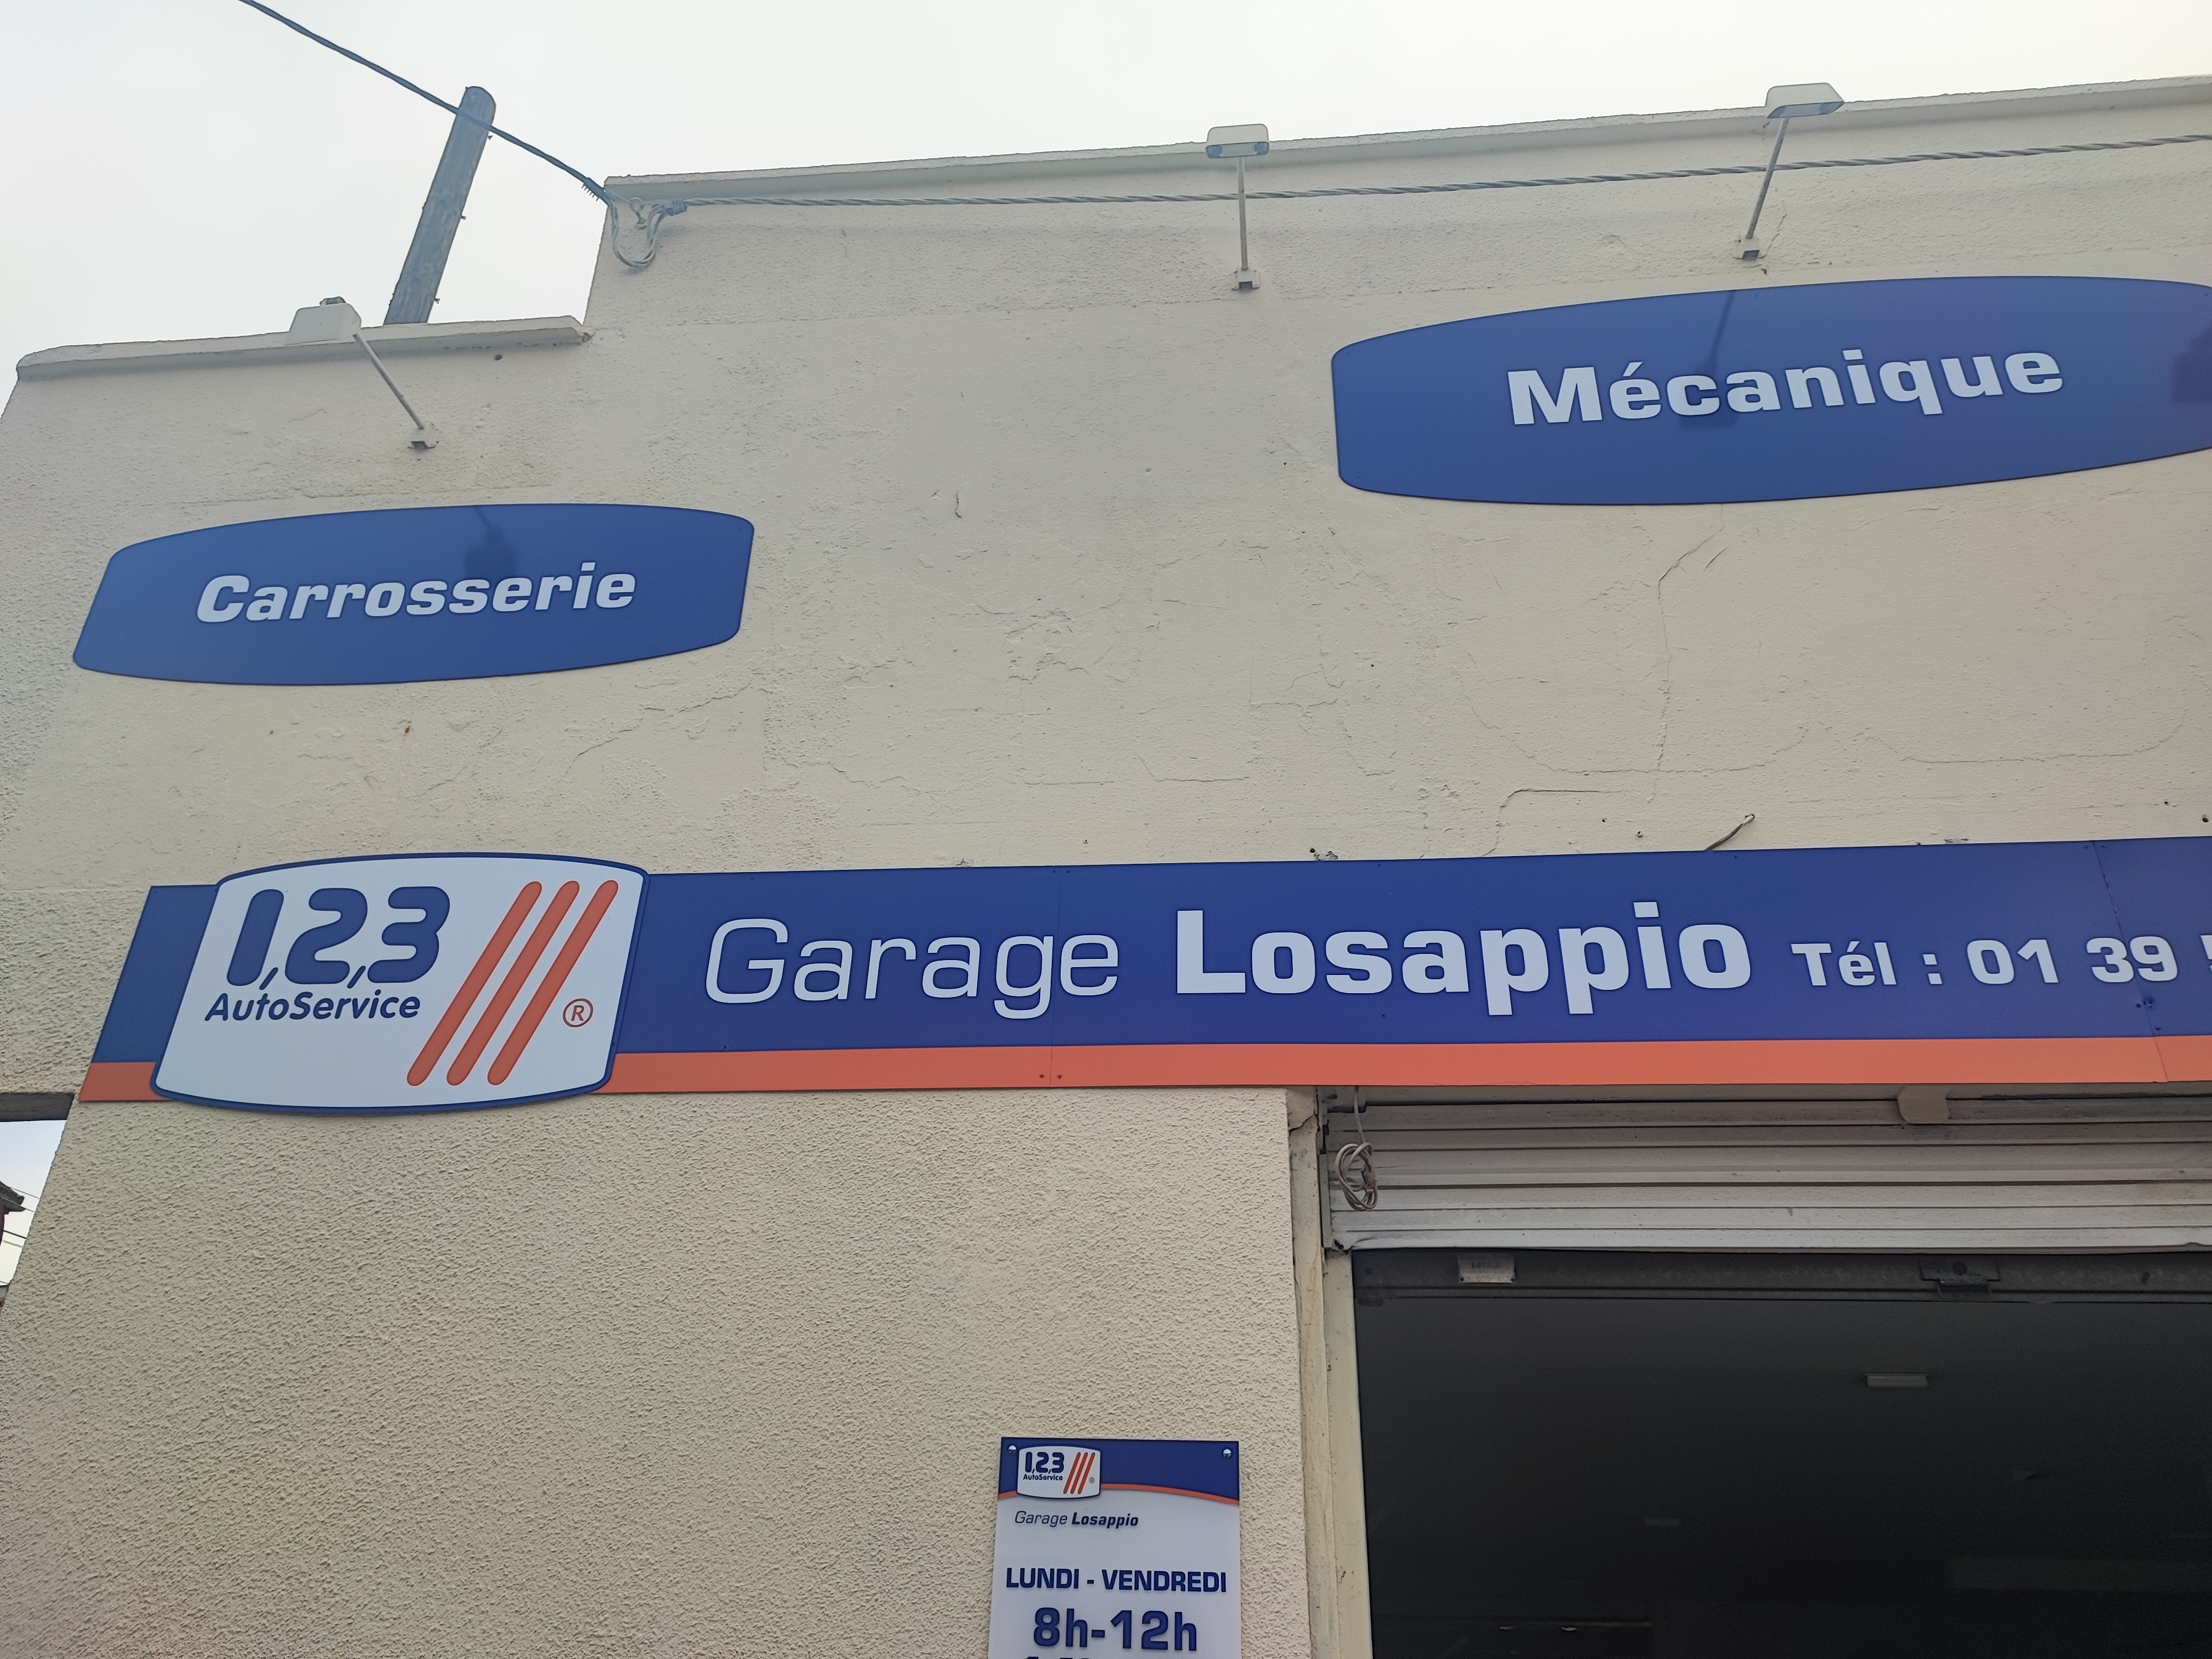 Mécanique
Carrosserie
1,2,3
AutoService
®
Garage Losappio Tél : 01 39
1,2,3
AutoService
®
Garage Losappio
LUNDI - VENDREDI
8h-12h